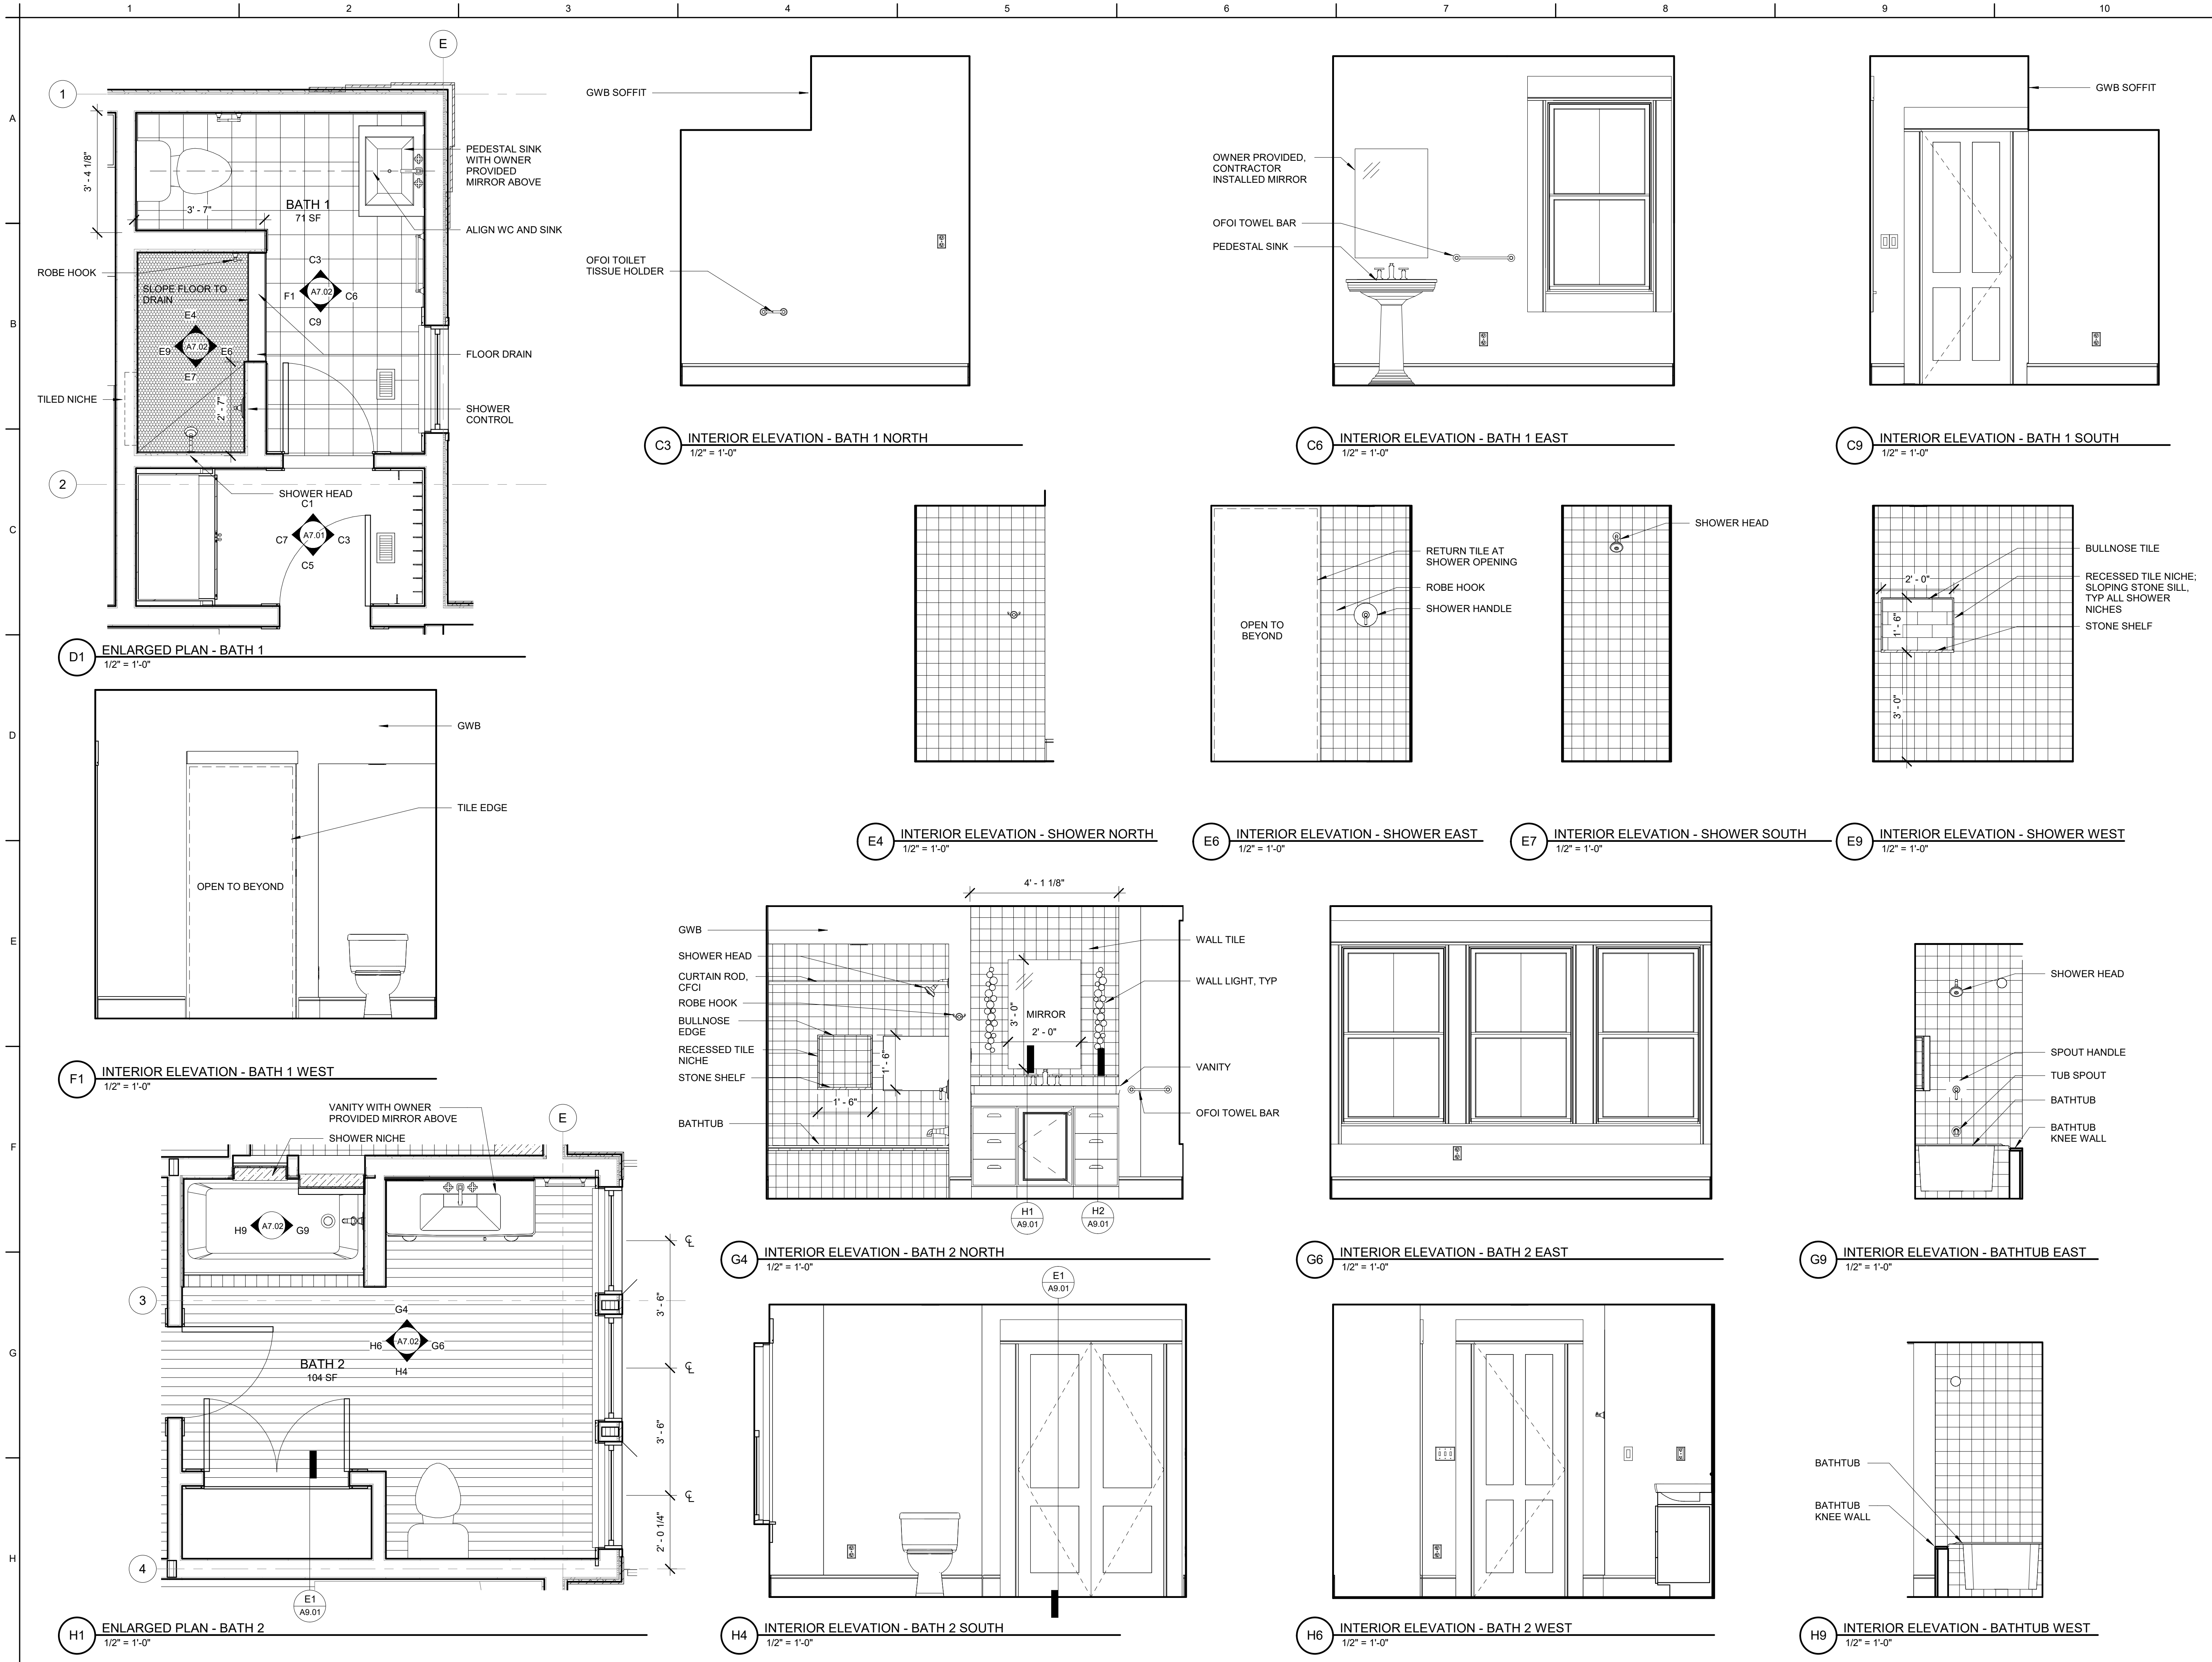 1 2 3 4 5 6 7 8 9 10
A
B
C
D
E
F
G
H
E
1
2
3' - 4 1/8"
3' - 7"
BATH 1
71 SF
PEDESTAL SINK
WITH OWNER
PROVIDED
MIRROR ABOVE
ALIGN WC AND SINK
ROBE HOOK
SLOPE FLOOR TO
DRAIN
C3
F1 A7.02 C6
C9
E4
E9 A7.02 E6
E7
FLOOR DRAIN
TILED NICHE
2' - 7"
SHOWER
CONTROL
SHOWER HEAD
C1
C7 A7.01 C3
C5
D1 ENLARGED PLAN - BATH 1
1/2" = 1'-0"
GWB SOFFIT
OFOI TOILET
TISSUE HOLDER
C3 INTERIOR ELEVATION - BATH 1 NORTH
1/2" = 1'-0"
OWNER PROVIDED,
CONTRACTOR
INSTALLED MIRROR
OFOI TOWEL BAR
PEDESTAL SINK
C6 INTERIOR ELEVATION - BATH 1 EAST
1/2" = 1'-0"
GWB SOFFIT
C9 INTERIOR ELEVATION - BATH 1 SOUTH
1/2" = 1'-0"
GWB
TILE EDGE
OPEN TO BEYOND
F1 INTERIOR ELEVATION - BATH 1 WEST
1/2" = 1'-0"
E4 INTERIOR ELEVATION - SHOWER NORTH
1/2" = 1'-0"
OPEN TO
BEYOND
RETURN TILE AT
SHOWER OPENING
ROBE HOOK
SHOWER HANDLE
E6 INTERIOR ELEVATION - SHOWER EAST
1/2" = 1'-0"
SHOWER HEAD
E7 INTERIOR ELEVATION - SHOWER SOUTH
1/2" = 1'-0"
2' - 0"
1' - 6"
3' - 0"
BULLNOSE TILE
RECESSED TILE NICHE;
SLOPING STONE SILL,
TYP ALL SHOWER
NICHES
STONE SHELF
E9 INTERIOR ELEVATION - SHOWER WEST
1/2" = 1'-0"
4' - 1 1/8"
GWB
SHOWER HEAD
CURTAIN ROD,
CFCI
ROBE HOOK
BULLNOSE
EDGE
RECESSED TILE
NICHE
STONE SHELF
BATHTUB
1' - 6"
1' - 6"
3' - 0"
MIRROR
2' - 0"
WALL TILE
WALL LIGHT, TYP
VANITY
OFOI TOWEL BAR
H1
A9.01
H2
A9.01
G4 INTERIOR ELEVATION - BATH 2 NORTH
1/2" = 1'-0"
G6 INTERIOR ELEVATION - BATH 2 EAST
1/2" = 1'-0"
SHOWER HEAD
SPOUT HANDLE
TUB SPOUT
BATHTUB
BATHTUB
KNEE WALL
G9 INTERIOR ELEVATION - BATHTUB EAST
1/2" = 1'-0"
VANITY WITH OWNER
PROVIDED MIRROR ABOVE
SHOWER NICHE
E
3
4
H9 A7.02 G9
G4
H6 A7.02 G6
H4
BATH 2
104 SF
℄
3' - 6"
℄
3' - 6"
℄
2' - 0 1/4"
E1
A9.01
H1 ENLARGED PLAN - BATH 2
1/2" = 1'-0"
E1
A9.01
H4 INTERIOR ELEVATION - BATH 2 SOUTH
1/2" = 1'-0"
H6 INTERIOR ELEVATION - BATH 2 WEST
1/2" = 1'-0"
BATHTUB
BATHTUB
KNEE WALL
H9 INTERIOR ELEVATION - BATHTUB WEST
1/2" = 1'-0"